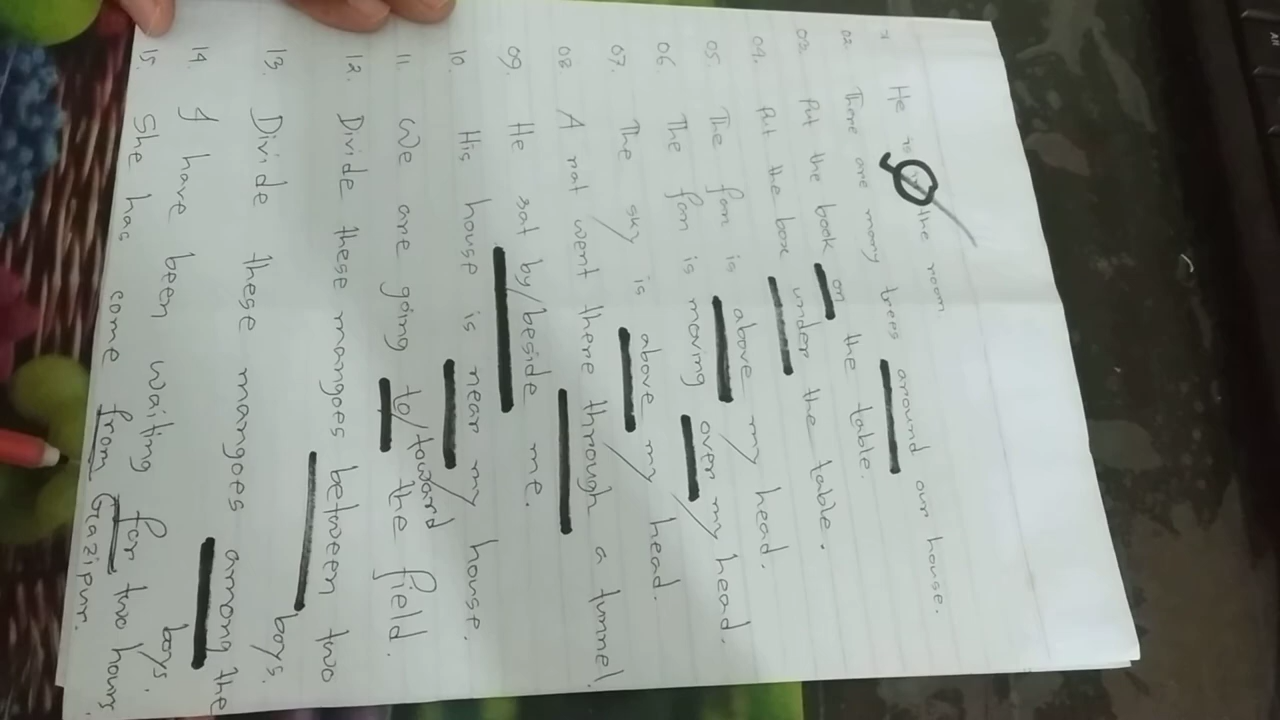 He is the room
02. There are many trees around our house.
03. Put the book on the table.
04. Put the box under the table.
05. The fan is above my head.
06. The fan is moving over my head.
07. The sky is above my head.
08. A rat went there through a tunnel.
09. He sat by/beside me.
10. His house is near my house.
11. We are going to/toward the field.
12. Divide these mangoes between two
boys.
13. Divide these mangoes among the
boys.
14. I have been waiting for two hours.
15. She has come from Gazipur.